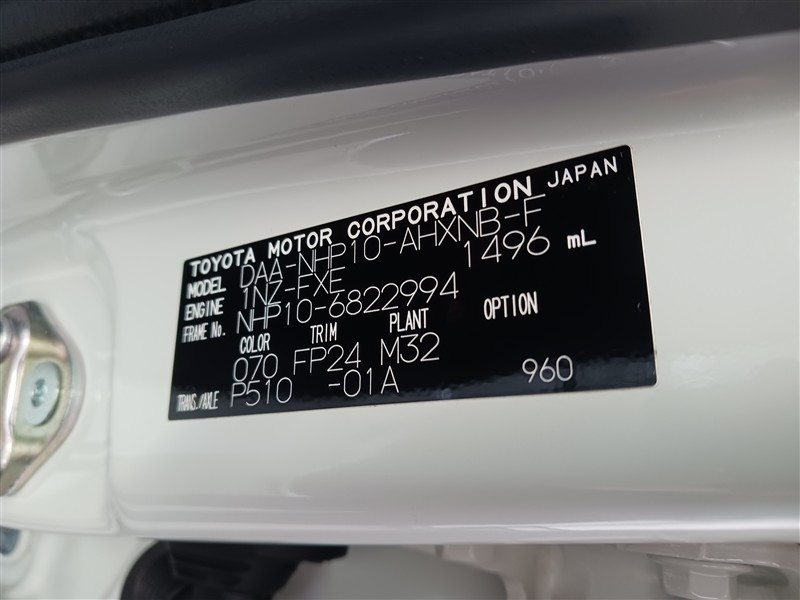 TOYOTA MOTOR CORPORATION JAPAN
MODEL DAA-NHP10-AHXNB-F
ENGINE 1NZ-FXE 1496 mL
FRAME No. NHP10-6822994
COLOR TRIM PLANT OPTION
070 FP24 M32
TRANS./AXLE P510 -01A 960